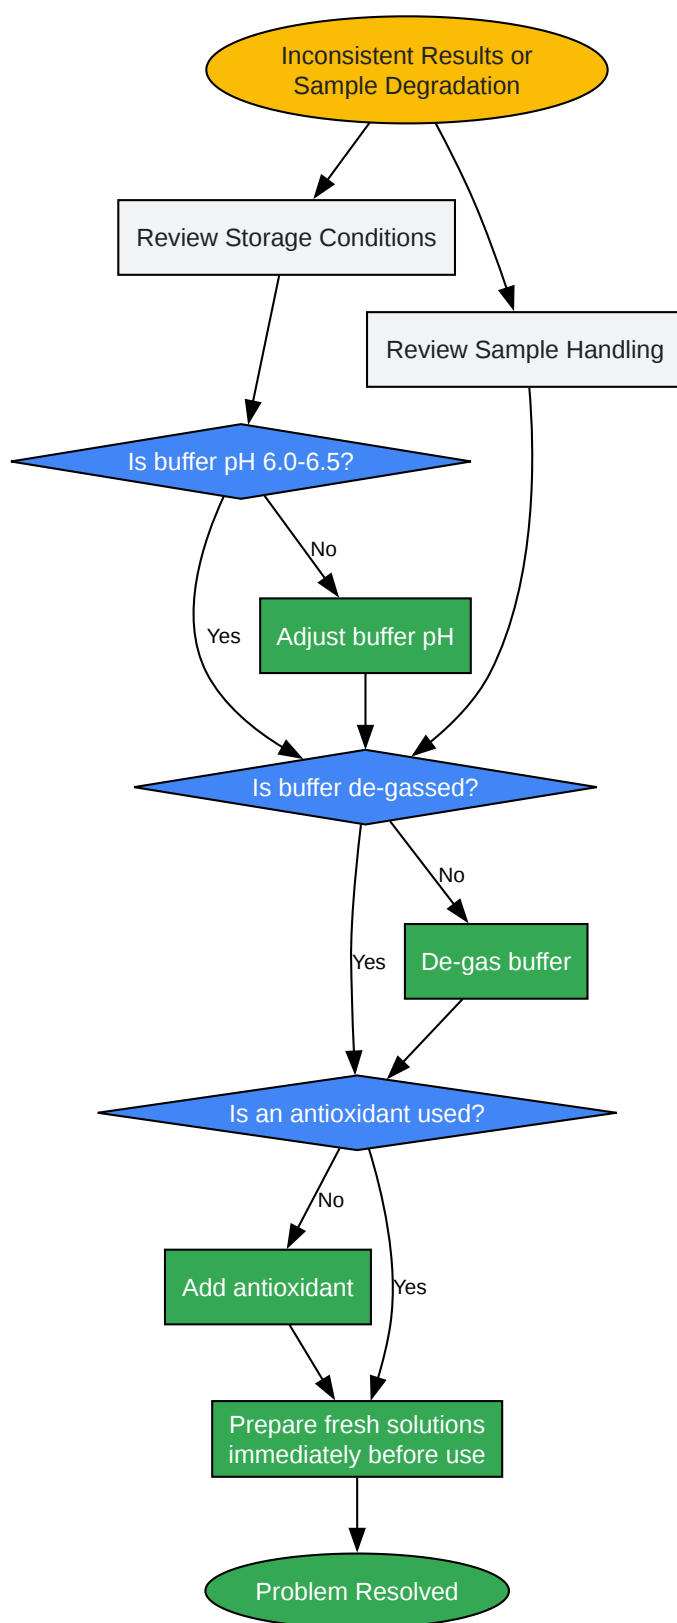 Inconsistent Results or
Sample Degradation
Review Storage Conditions
Review Sample Handling
Is buffer pH 6.0-6.5?
No
Yes
Adjust buffer pH
Is buffer de-gassed?
No
Yes
De-gas buffer
Is an antioxidant used?
No
Add antioxidant
Yes
Prepare fresh solutions
immediately before use
Problem Resolved